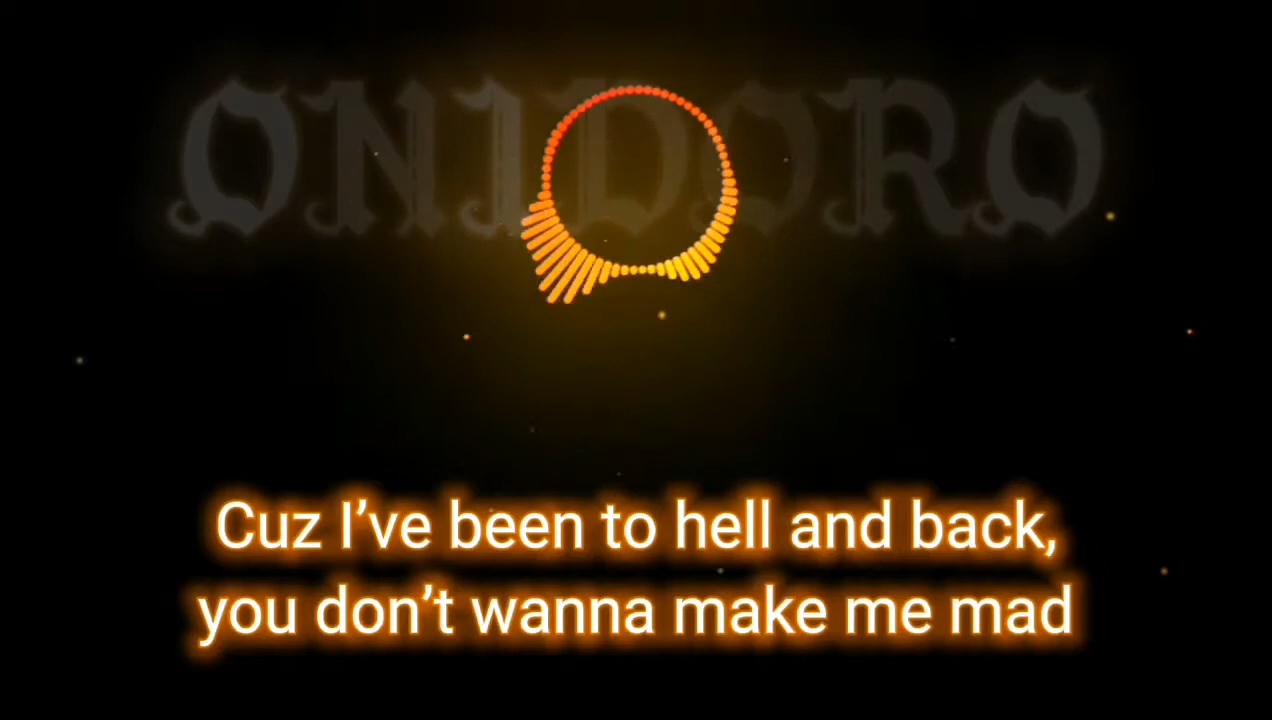 ONIDORO
Cuz I’ve been to hell and back,
you don’t wanna make me mad